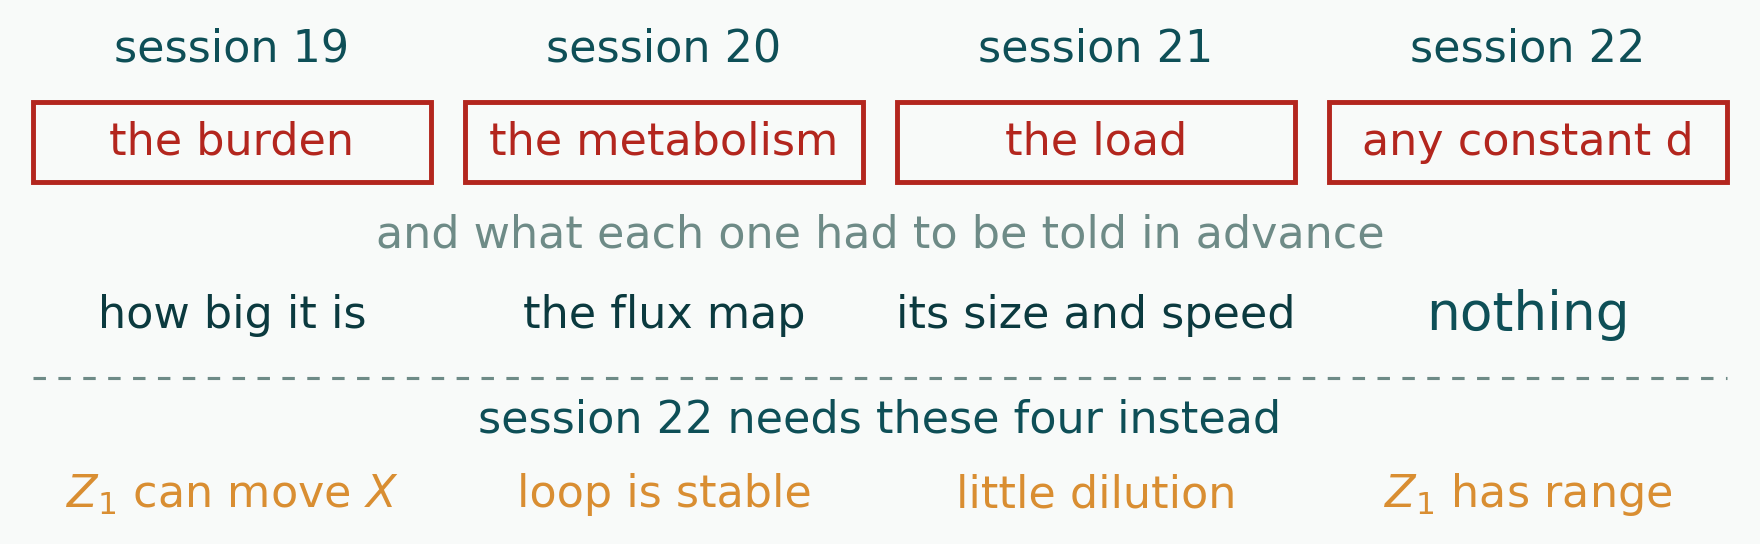 session 19 session 20 session 21 session 22
the burden the metabolism the load any constant d
and what each one had to be told in advance
how big it is the flux map its size and speed nothing
session 22 needs these four instead
Z₁ can move X loop is stable little dilution Z₁ has range